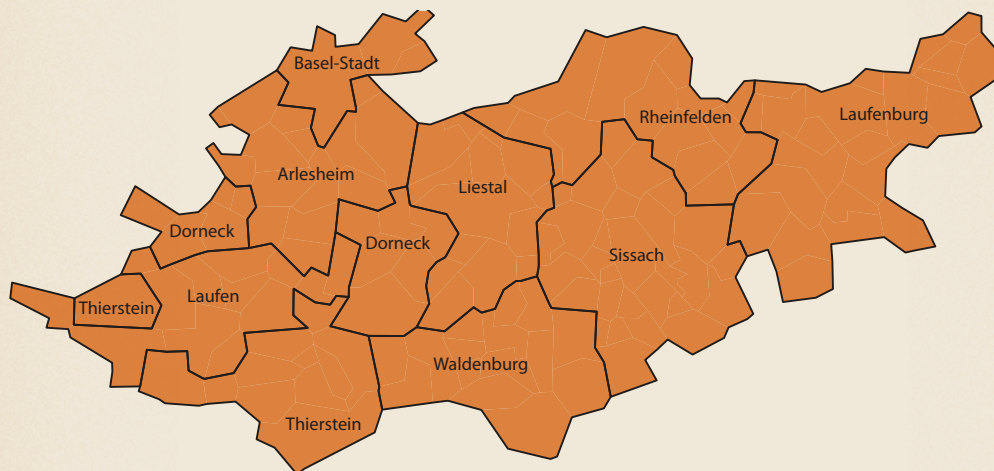 Basel-Stadt
Rheinfelden
Laufenburg
Arlesheim
Liestal
Dorneck
Dorneck
Sissach
Laufen
Thierstein
Waldenburg
Thierstein